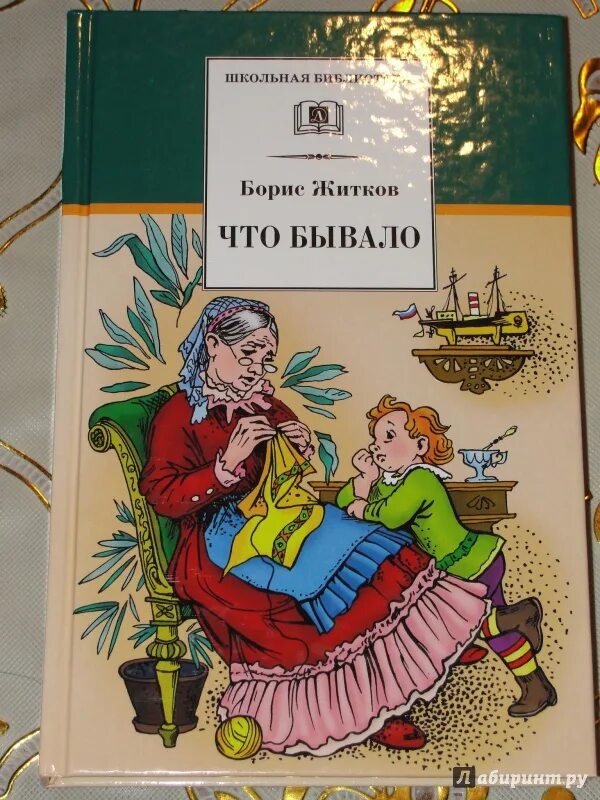 ШКОЛЬНАЯ БИБЛИОТЕКА
Л
Борис Житков
ЧТО БЫВАЛО
Лабиринт.ру